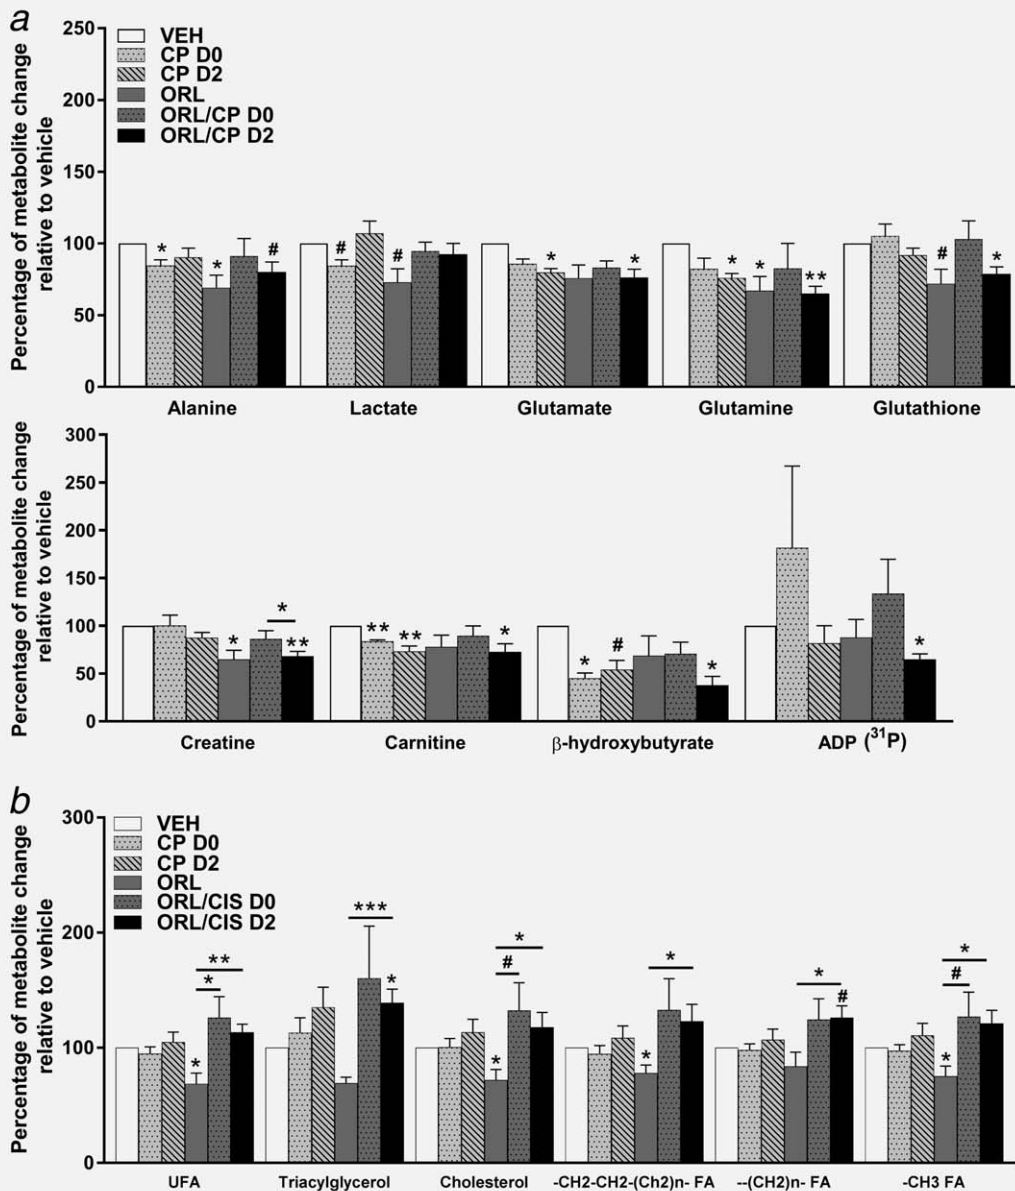 a
Percentage of metabolite change
relative to vehicle
250
200
150
100
50
0
VEH
CP D0
CP D2
ORL
ORL/CP D0
ORL/CP D2
* * #
# #
* *
* * **
# *
Alanine Lactate Glutamate Glutamine Glutathione
Percentage of metabolite change
relative to vehicle
300
250
200
150
100
50
0
* * **
** ** *
* # *
*
Creatine Carnitine β-hydroxybutyrate ADP (31P)
b
Percentage of metabolite change
relative to vehicle
300
200
100
0
VEH
CP D0
CP D2
ORL
ORL/CIS D0
ORL/CIS D2
* * **
*** *
* # *
* *
* #
* # *
UFA Triacylglycerol Cholesterol -CH2-CH2-(Ch2)n- FA --(CH2)n- FA -CH3 FA